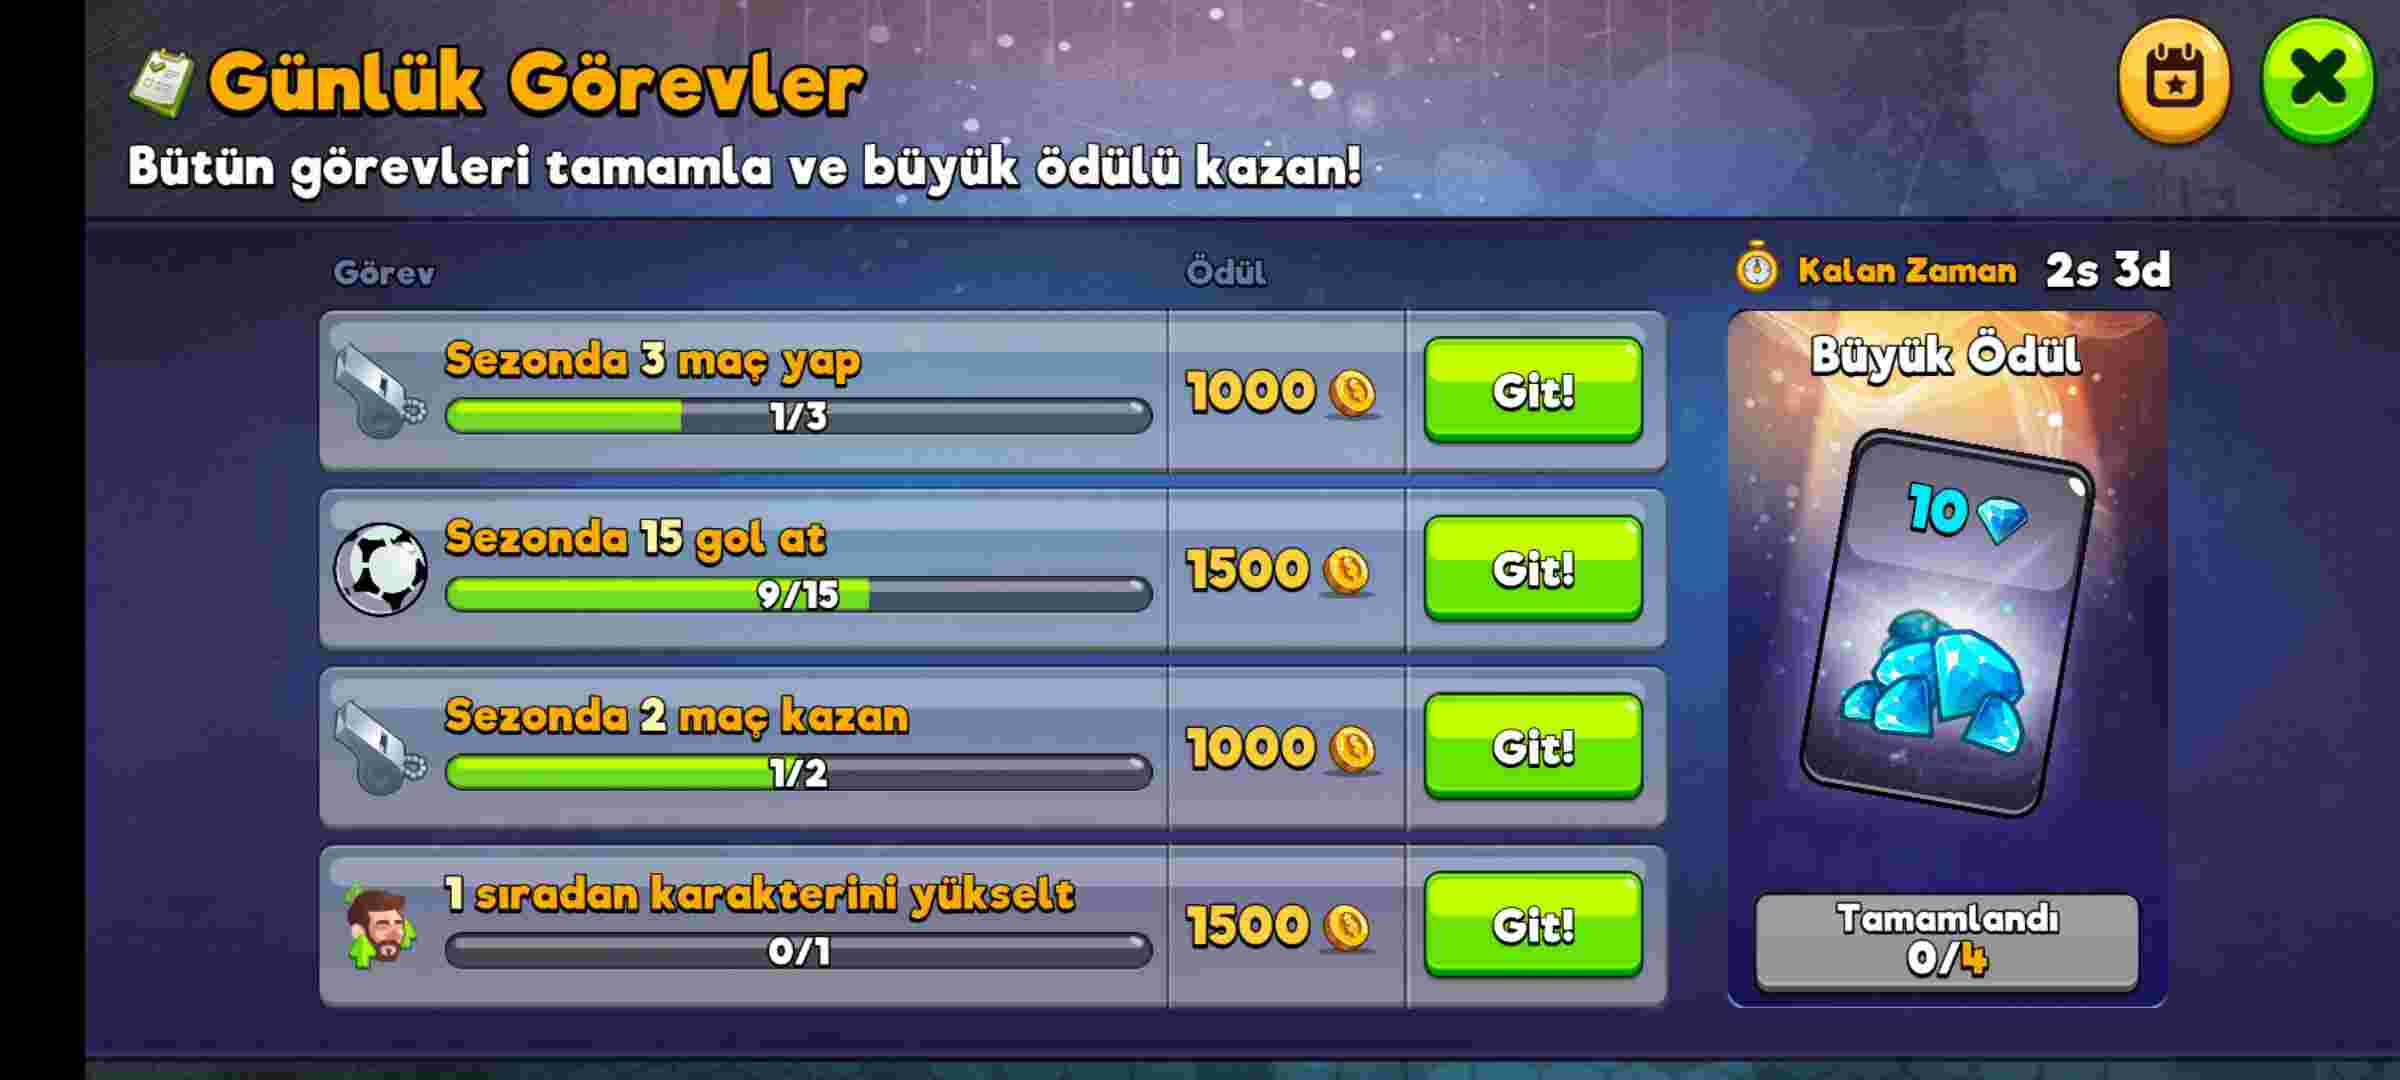 Günlük Görevler
Bütün görevleri tamamla ve büyük ödülü kazan!
Görev
Ödül
Kalan Zaman 2s 3d
Sezonda 3 maç yap
1/3
1000
Git!
Sezonda 15 gol at
9/15
1500
Git!
Sezonda 2 maç kazan
1/2
1000
Git!
1 sıradan karakterini yükselt
0/1
1500
Git!
Büyük Ödül
10
Tamamlandı
0/4